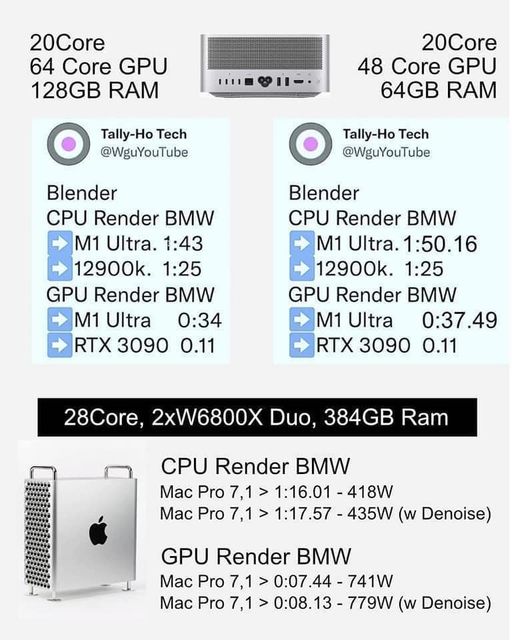 20Core
64 Core GPU
128GB RAM
20Core
48 Core GPU
64GB RAM
Tally-Ho Tech
@WguYouTube
Blender
CPU Render BMW
➡️M1 Ultra. 1:43
➡️12900k. 1:25
GPU Render BMW
➡️M1 Ultra 0:34
➡️RTX 3090 0.11
Tally-Ho Tech
@WguYouTube
Blender
CPU Render BMW
➡️M1 Ultra. 1:50.16
➡️12900k. 1:25
GPU Render BMW
➡️M1 Ultra 0:37.49
➡️RTX 3090 0.11
28Core, 2xW6800X Duo, 384GB Ram
CPU Render BMW
Mac Pro 7,1 > 1:16.01 - 418W
Mac Pro 7,1 > 1:17.57 - 435W (w Denoise)
GPU Render BMW
Mac Pro 7,1 > 0:07.44 - 741W
Mac Pro 7,1 > 0:08.13 - 779W (w Denoise)